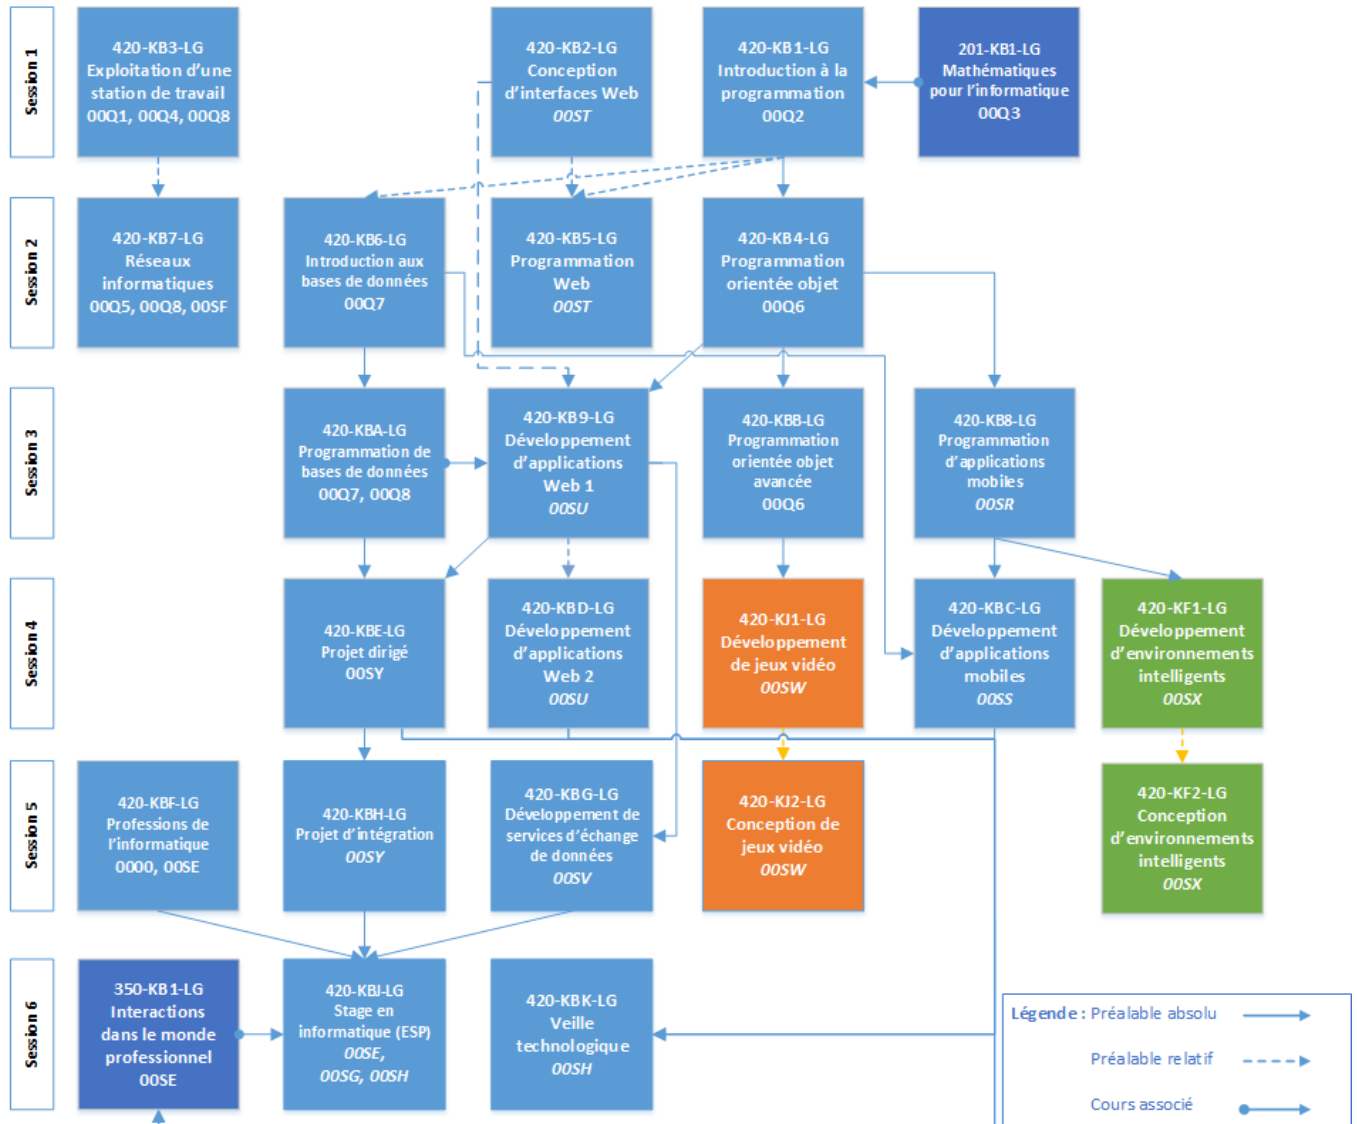 Session 1
420-KB3-LG
Exploitation d'une
station de travail
00Q1, 00Q4, 00Q8
420-KB2-LG
Conception
d'interfaces Web
00ST
420-KB1-LG
Introduction à la
programmation
00Q2
201-KB1-LG
Mathématiques
pour l'informatique
00Q3
Session 2
420-KB7-LG
Réseaux
informatiques
00Q5, 00Q8, 00SF
420-KB6-LG
Introduction aux
bases de données
00Q7
420-KB5-LG
Programmation
Web
00ST
420-KB4-LG
Programmation
orientée objet
00Q6
Session 3
420-KBA-LG
Programmation de
bases de données
00Q7, 00Q8
420-KB9-LG
Développement
d'applications
Web 1
00SU
420-KBB-LG
Programmation
orientée objet
avancée
00Q6
420-KB8-LG
Programmation
d'applications
mobiles
00SR
Session 4
420-KBE-LG
Projet dirigé
00SY
420-KBD-LG
Développement
d'applications
Web 2
00SU
420-KJ1-LG
Développement
de jeux vidéo
00SW
420-KBC-LG
Développement
d'applications
mobiles
00SS
420-KF1-LG
Développement
d'environnements
intelligents
00SX
Session 5
420-KBF-LG
Professions de
l'informatique
0000, 00SE
420-KBH-LG
Projet d'intégration
00SY
420-KBG-LG
Développement de
services d'échange
de données
00SV
420-KJ2-LG
Conception de
jeux vidéo
00SW
420-KF2-LG
Conception
d'environnements
intelligents
00SX
Session 6
350-KB1-LG
Interactions
dans le monde
professionnel
00SE
420-KBJ-LG
Stage en
informatique (ESP)
00SE,
00SG, 00SH
420-KBK-LG
Veille
technologique
00SH
Légende : Préalable absolu
Préalable relatif
Cours associé